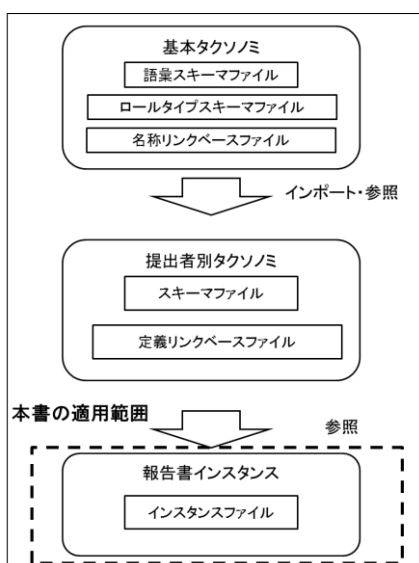 基本タクソノミ
語彙スキーマファイル
ロールタイプスキーマファイル
名称リンクベースファイル
インポート・参照
提出者別タクソノミ
スキーマファイル
定義リンクベースファイル
本書の適用範囲
参照
報告書インスタンス
インスタンスファイル